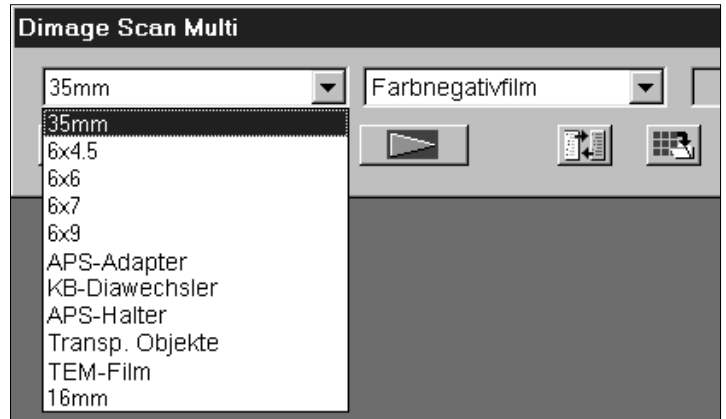 Dimage Scan Multi
35mm Farbnegativfilm
35mm
6x4.5
6x6
6x7
6x9
APS-Adapter
KB-Diawechsler
APS-Halter
Transp. Objekte
TEM-Film
16mm